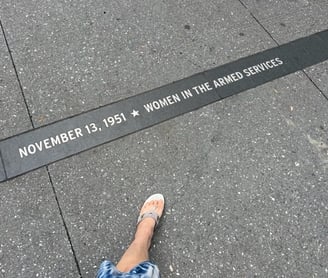 NOVEMBER 13, 1951 ★ WOMEN IN THE ARMED SERVICES